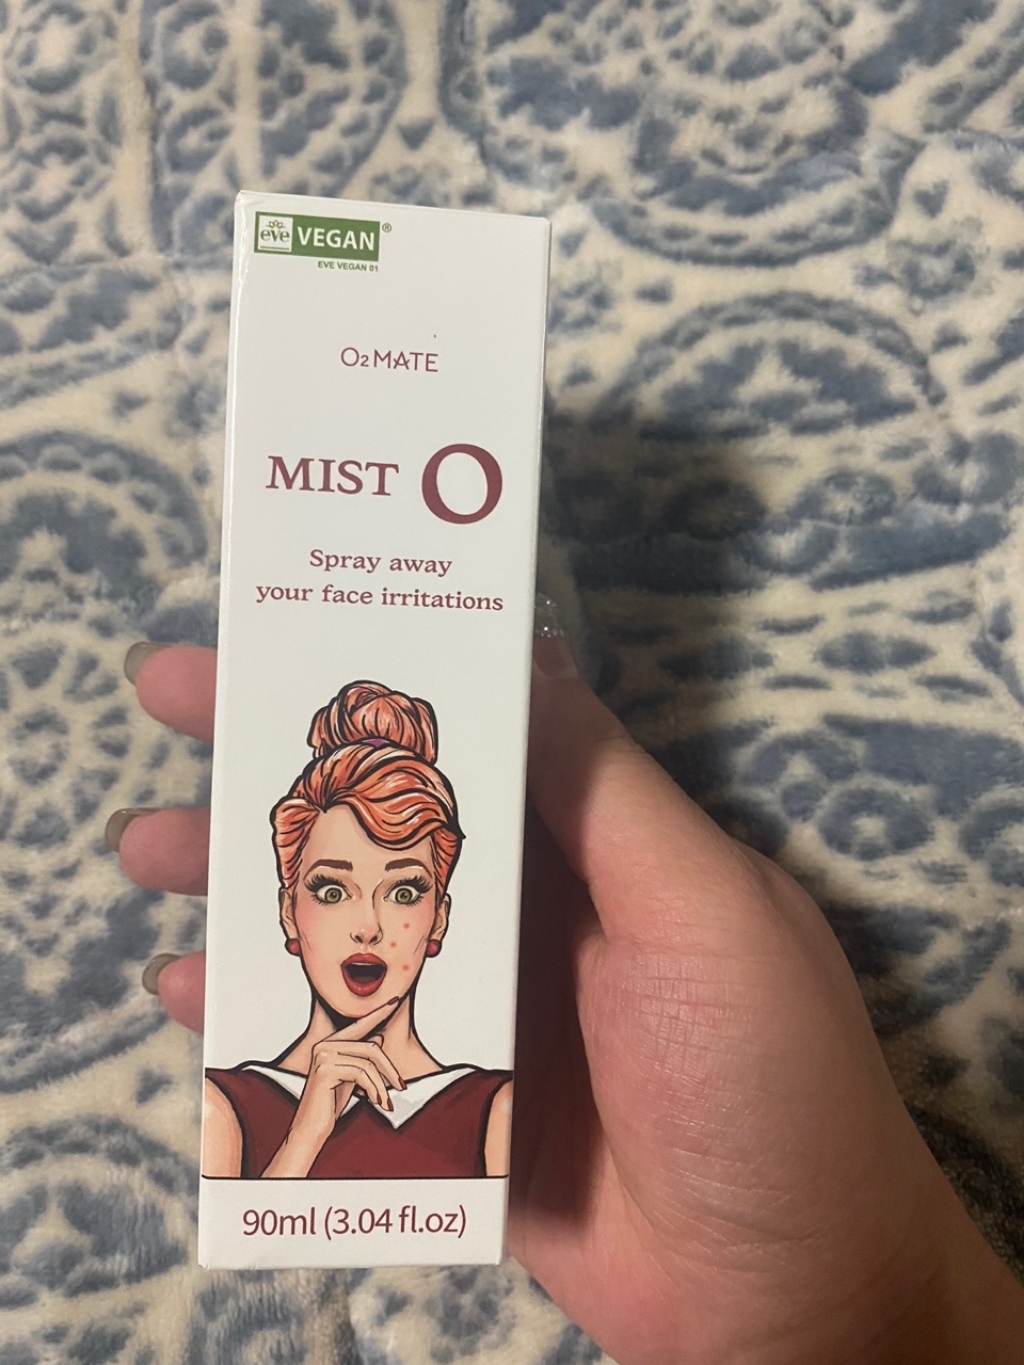 eve VEGAN®
EVE VEGAN 01
O2MATE
MIST O
Spray away
your face irritations
90ml (3.04 fl.oz)